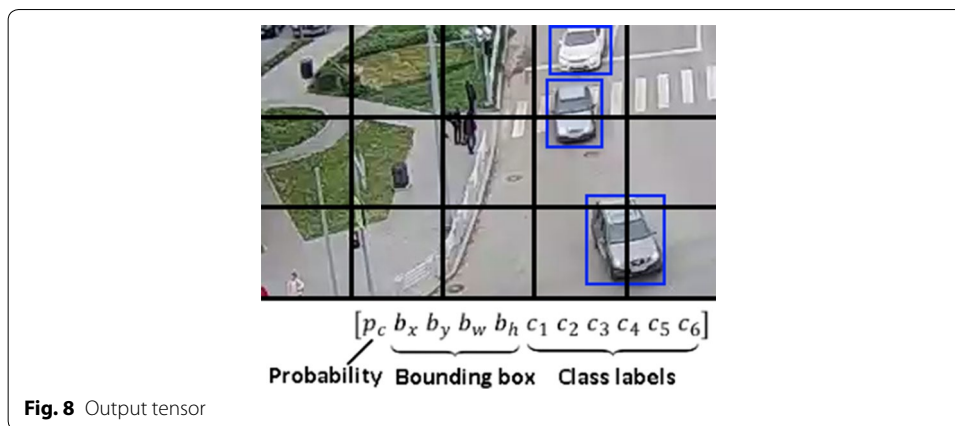 [p_c b_x b_y b_w b_h c_1 c_2 c_3 c_4 c_5 c_6]
Probability Bounding box Class labels
Fig. 8 Output tensor